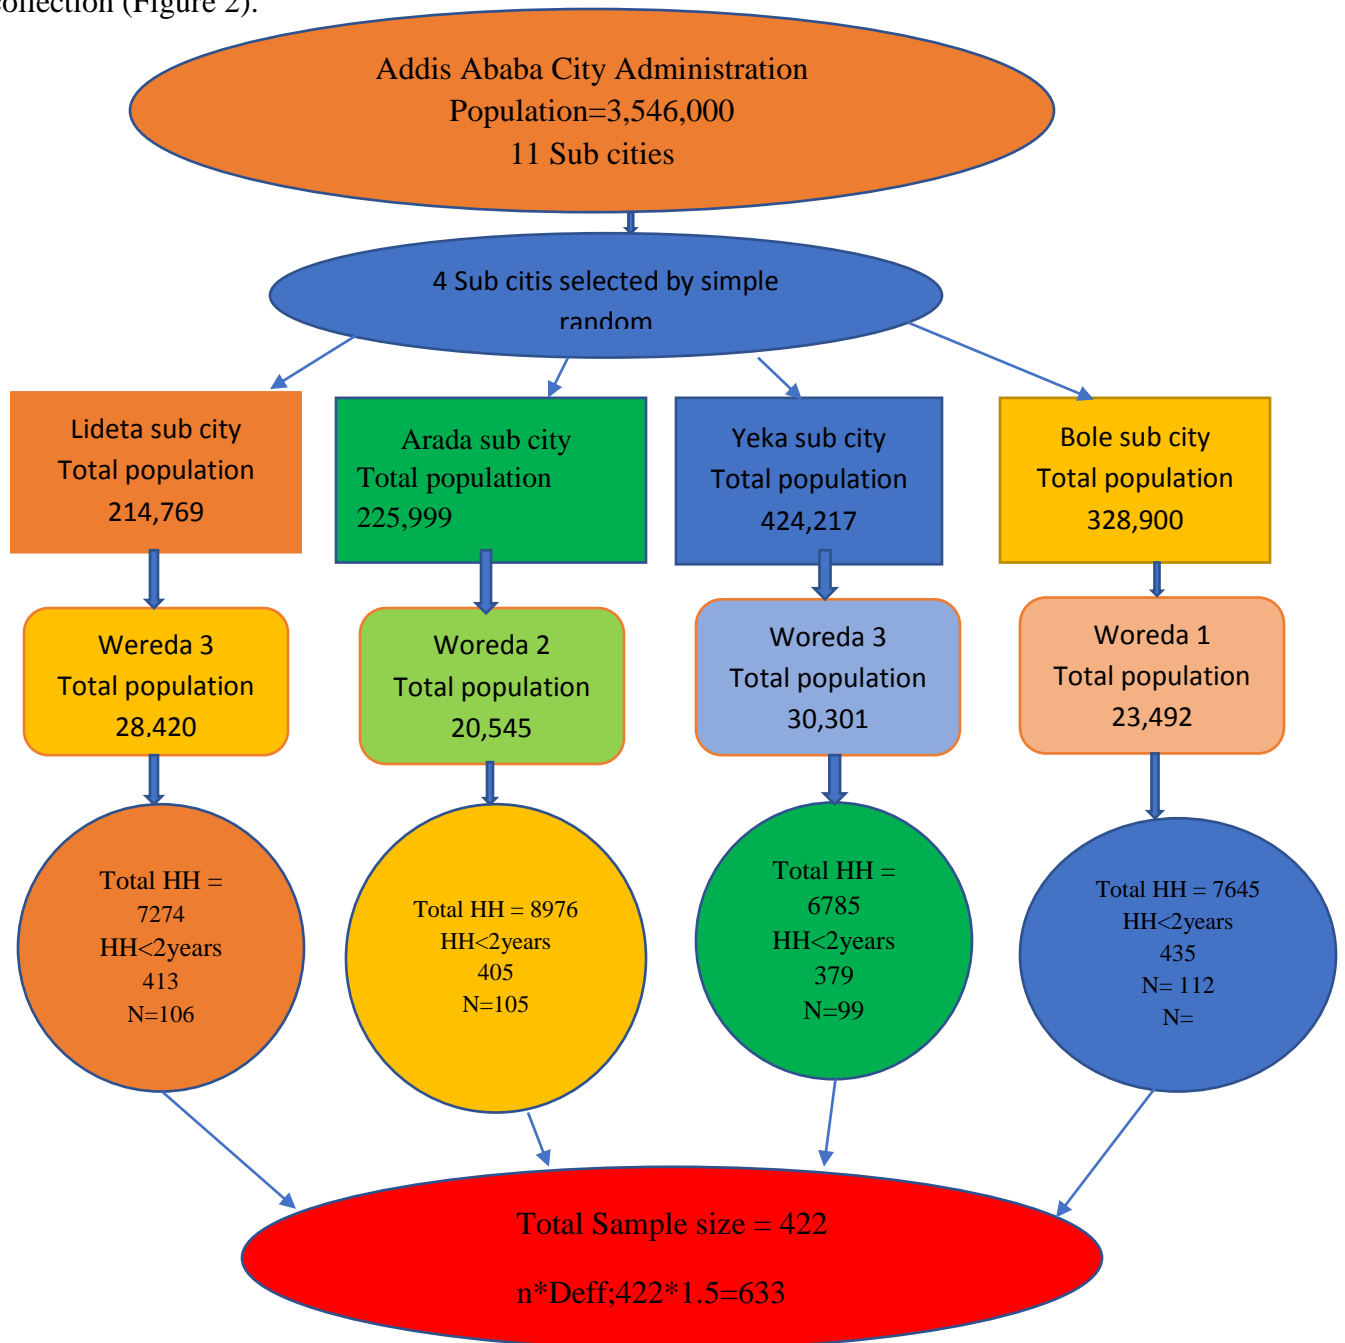 collection (Figure 2).
Addis Ababa City Administration
Population=3,546,000
11 Sub cities
4 Sub citis selected by simple
random
Lideta sub city
Total population
214,769
Arada sub city
Total population
225,999
Yeka sub city
Total population
424,217
Bole sub city
Total population
328,900
Wereda 3
Total population
28,420
Woreda 2
Total population
20,545
Woreda 3
Total population
30,301
Woreda 1
Total population
23,492
Total HH =
7274
HH<2years
413
N=106
Total HH = 8976
HH<2years
405
N=105
Total HH =
6785
HH<2years
379
N=99
Total HH = 7645
HH<2years
435
N= 112
N=
Total Sample size = 422
n*Deff;422*1.5=633